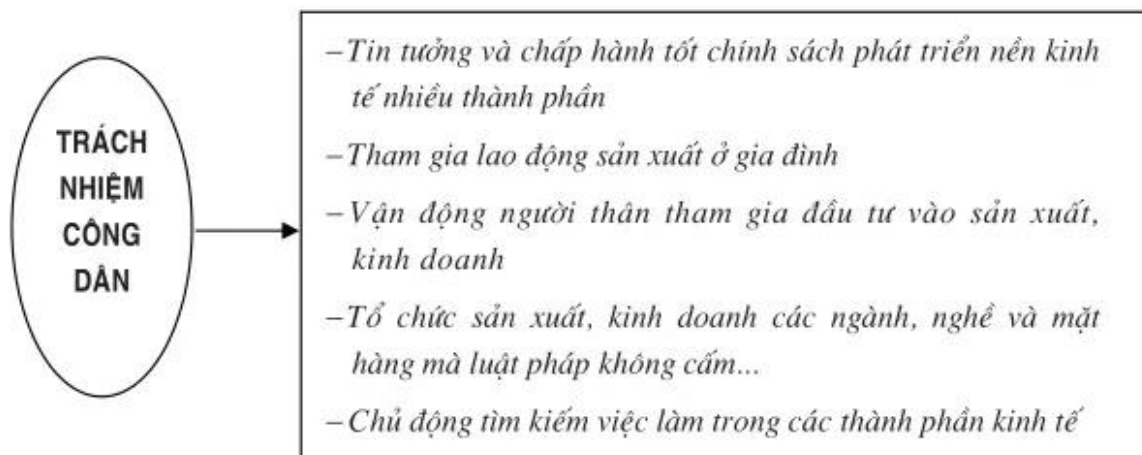 TRÁCH
NHIỆM
CÔNG
DÂN
–Tin tưởng và chấp hành tốt chính sách phát triển nền kinh
tế nhiều thành phần
–Tham gia lao động sản xuất ở gia đình
–Vận động người thân tham gia đầu tư vào sản xuất,
kinh doanh
–Tổ chức sản xuất, kinh doanh các ngành, nghề và mặt
hàng mà luật pháp không cấm...
–Chủ động tìm kiếm việc làm trong các thành phần kinh tế